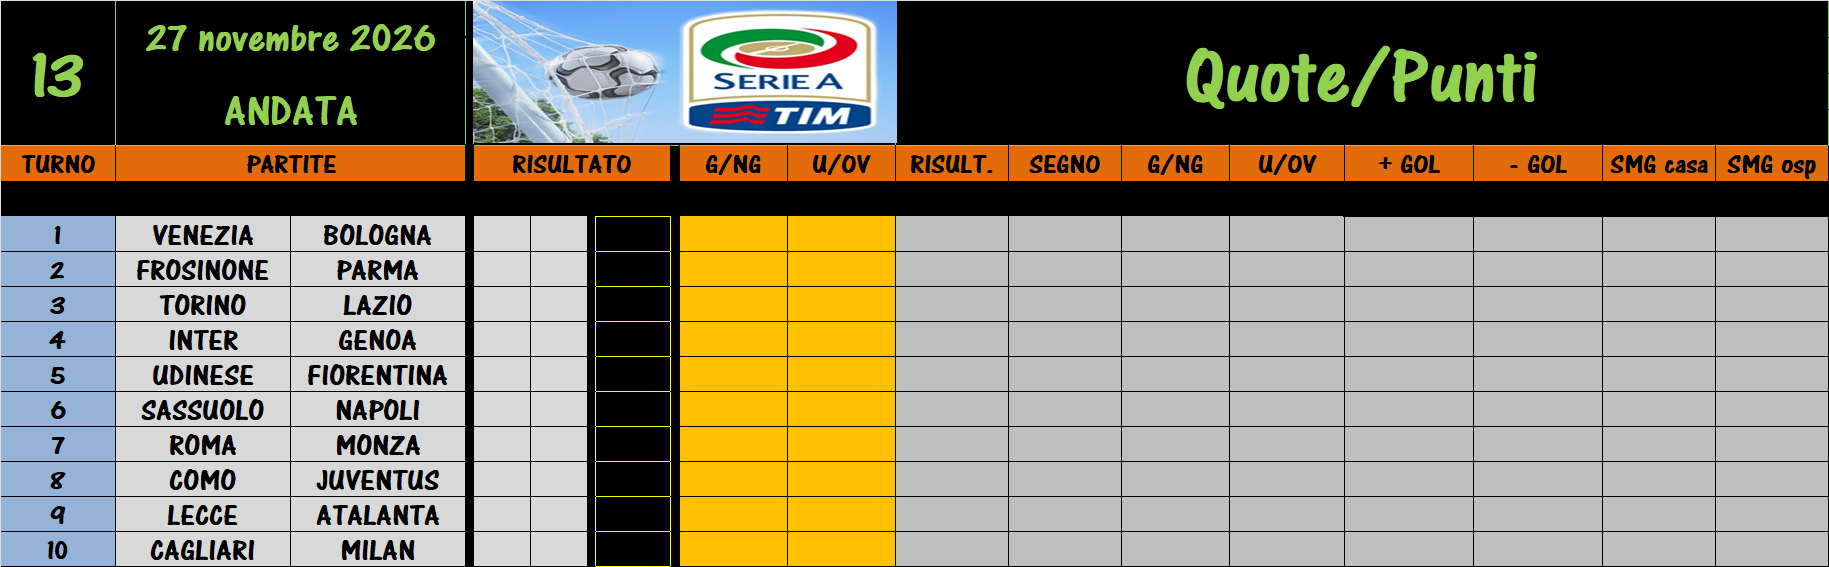 13
27 novembre 2026
ANDATA
SERIE A
TIM
Quote/Punti
TURNO PARTITE RISULTATO G/NG U/OV RISULT. SEGNO G/NG U/OV + GOL - GOL SMG casa SMG osp
1 VENEZIA BOLOGNA
2 FROSINONE PARMA
3 TORINO LAZIO
4 INTER GENOA
5 UDINESE FIORENTINA
6 SASSUOLO NAPOLI
7 ROMA MONZA
8 COMO JUVENTUS
9 LECCE ATALANTA
10 CAGLIARI MILAN